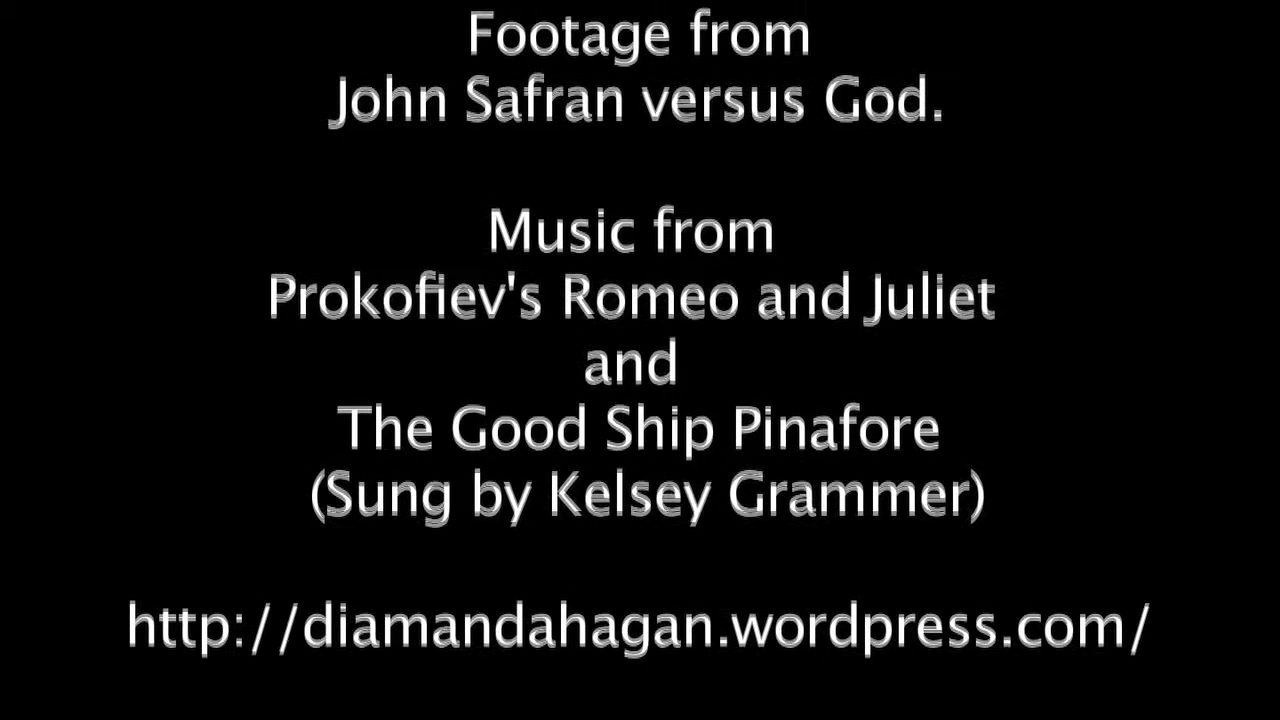 Footage from
John Safran versus God.
Music from
Prokofiev's Romeo and Juliet
and
The Good Ship Pinafore
(Sung by Kelsey Grammer)
http://diamandahagan.wordpress.com/